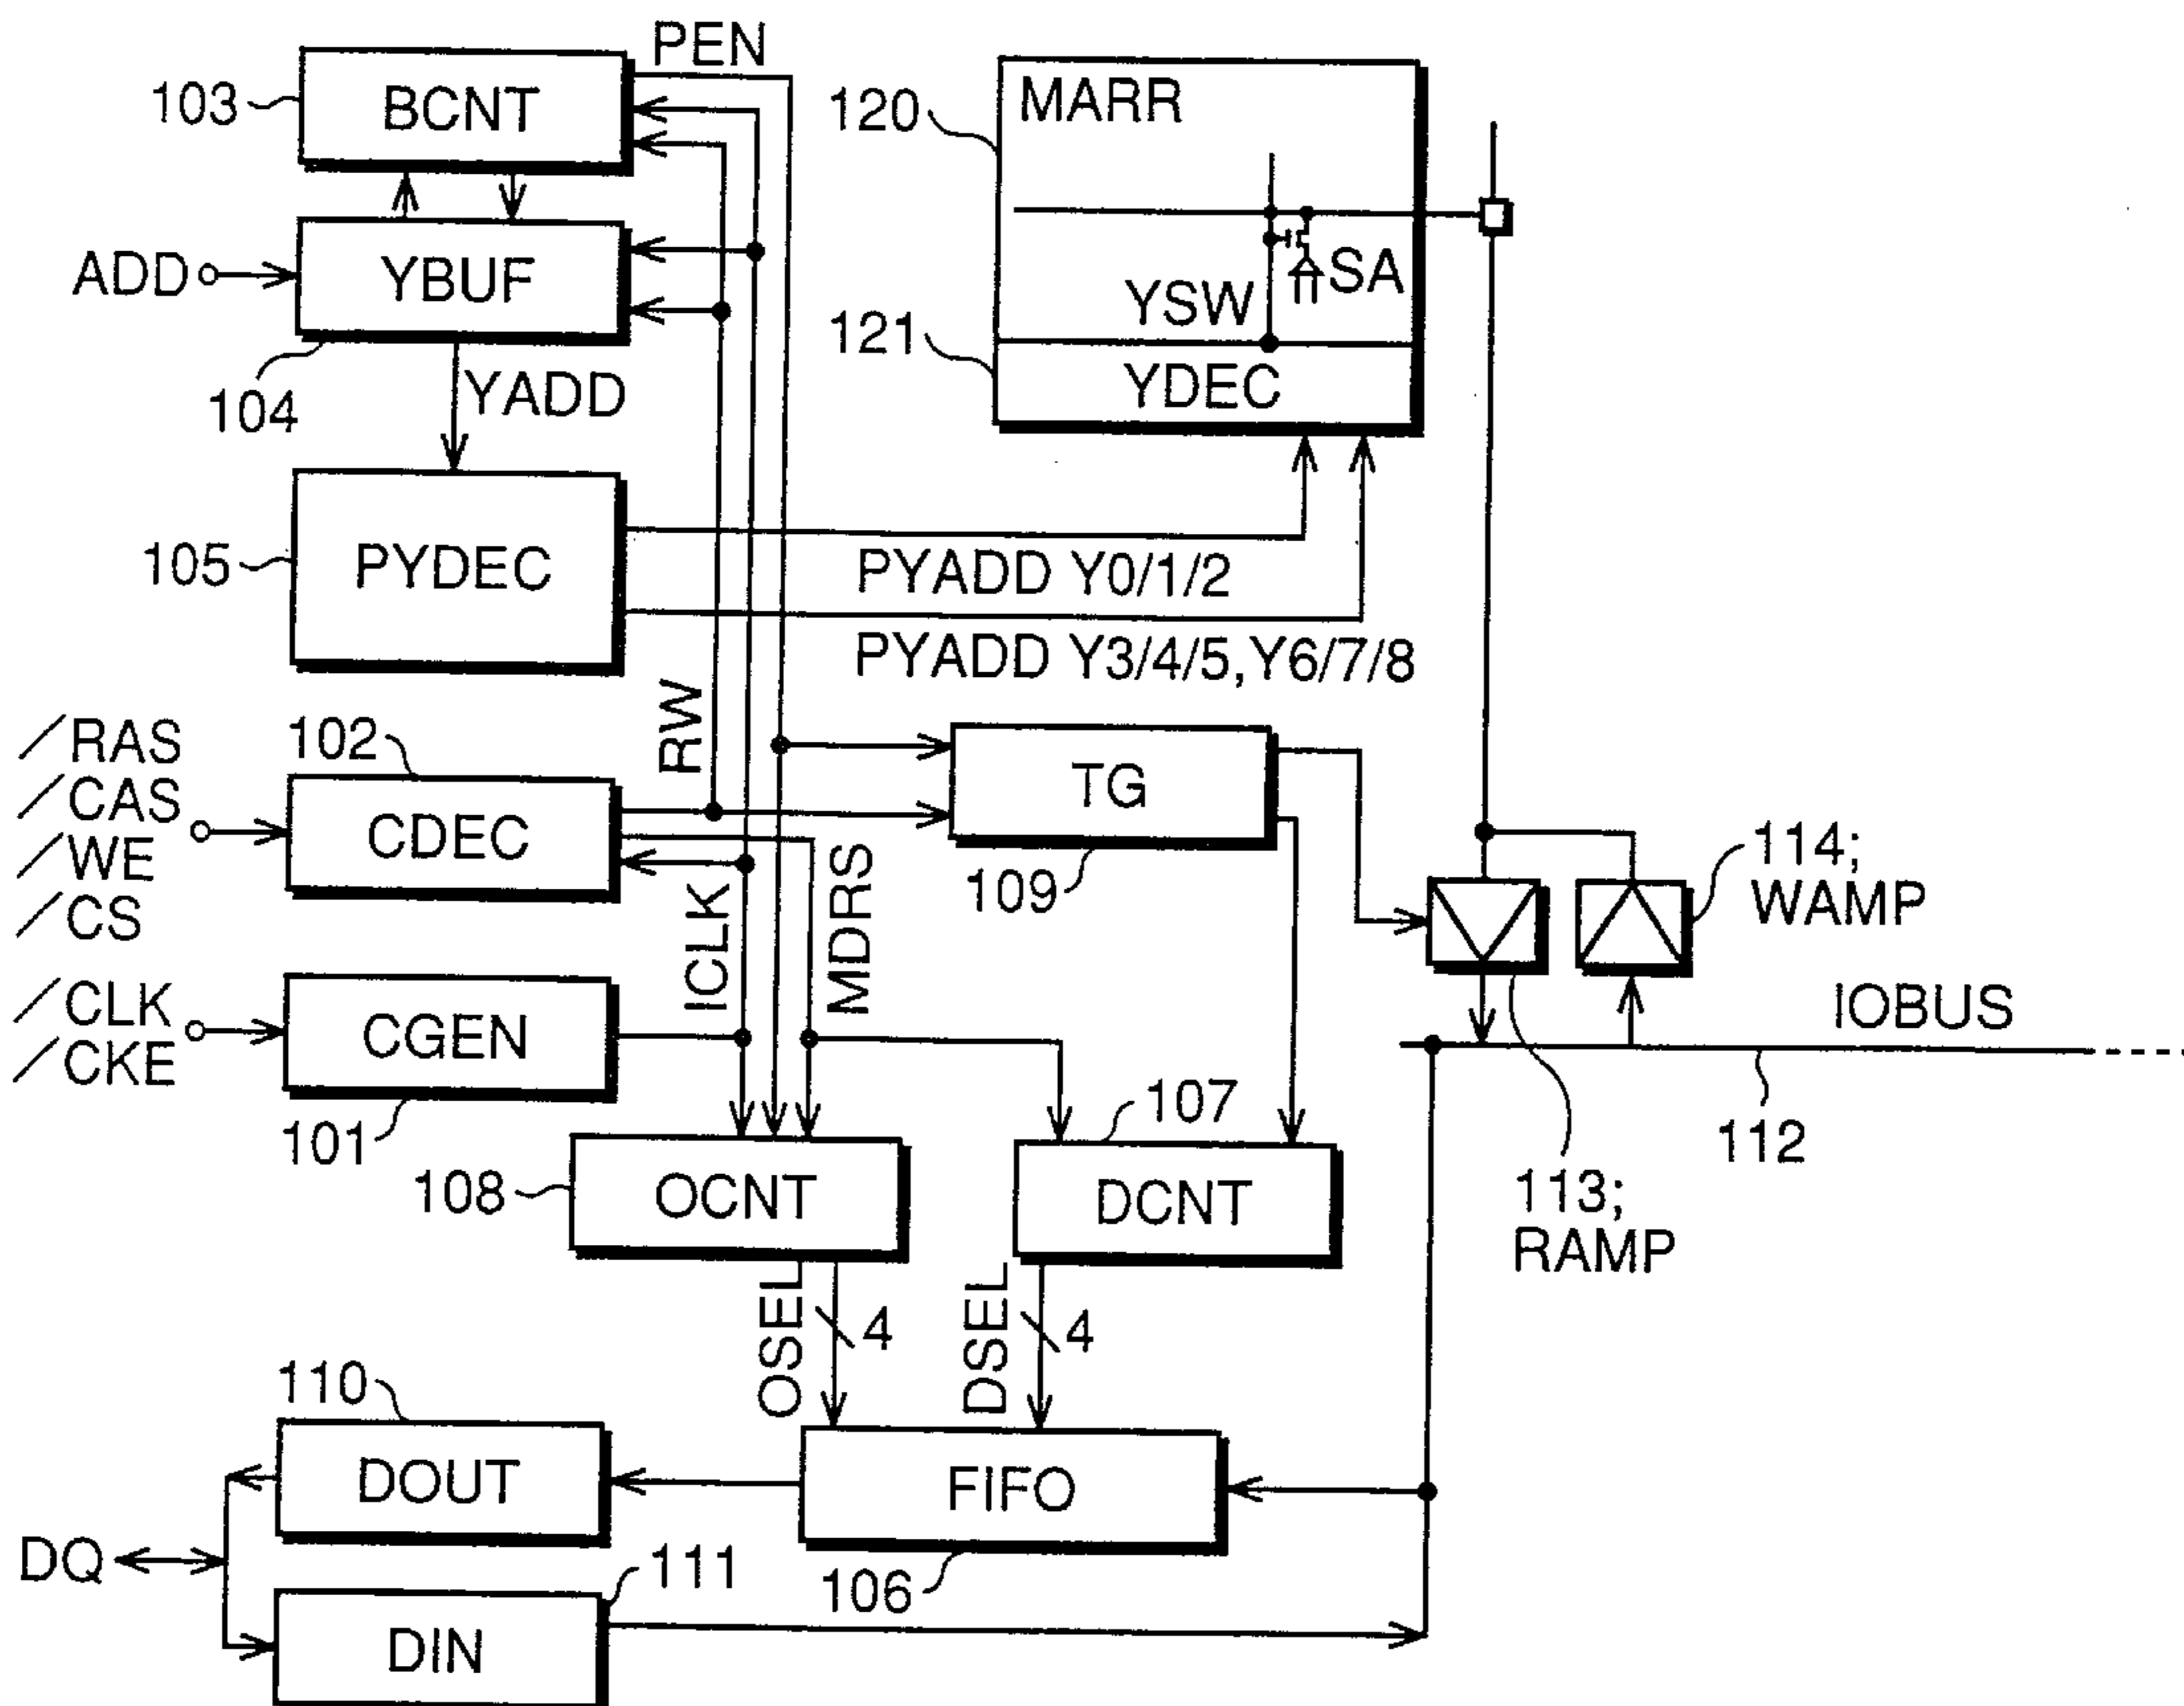 PEN
103
BCNT
MARR
120
ADD
YBUF
SA
YSW
121
YDEC
104
YADD
105
PYDEC
PYADD Y0/1/2
PYADD Y3/4/5,Y6/7/8
RW
/RAS
/CAS
/WE
/CS
102
CDEC
TG
109
114;
WAMP
ICLK
MDRS
/CLK
/CKE
CGEN
IOBUS
101
107
112
108
OCNT
DCNT
113;
RAMP
OSEL
4
DSEL
4
110
DOUT
FIFO
DQ
111
106
DIN